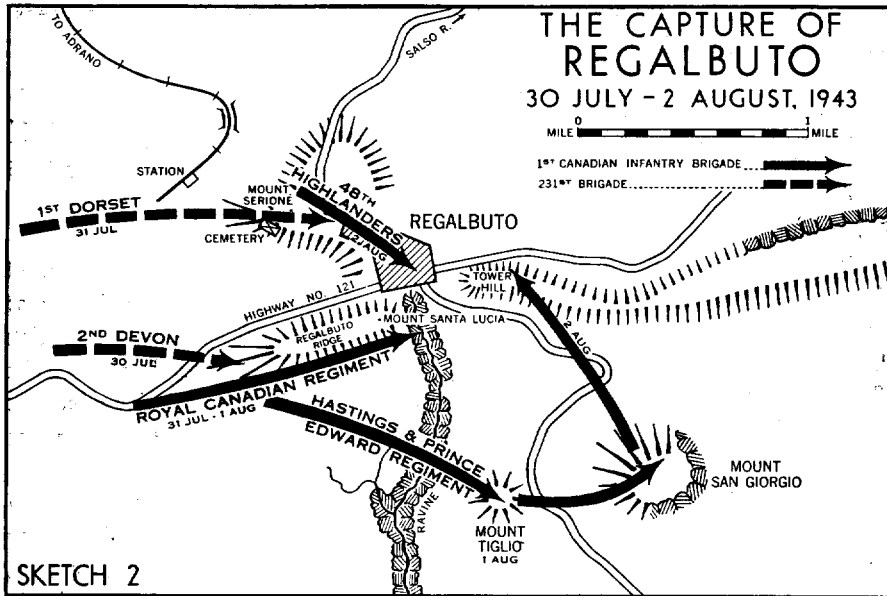 THE CAPTURE OF
REGALBUTO
30 JULY – 2 AUGUST, 1943
0 1
MILE MILE
1ST CANADIAN INFANTRY BRIGADE
231ST BRIGADE
TO ADRANO
SALSO R.
STATION
MOUNT
SERIONE
48TH
HIGHLANDERS
1/2 AUG
1ST DORSET
31 JUL
CEMETERY
REGALBUTO
TOWER
HILL
HIGHWAY NO. 121
MOUNT SANTA LUCIA
REGALBUTO
RIDGE
2ND DEVON
30 JUL
ROYAL CANADIAN REGIMENT
31 JUL - 1 AUG
2 AUG
HASTINGS & PRINCE
EDWARD REGIMENT
MOUNT
SAN GIORGIO
RAVINE
MOUNT
TIGLIO
1 AUG
SKETCH 2